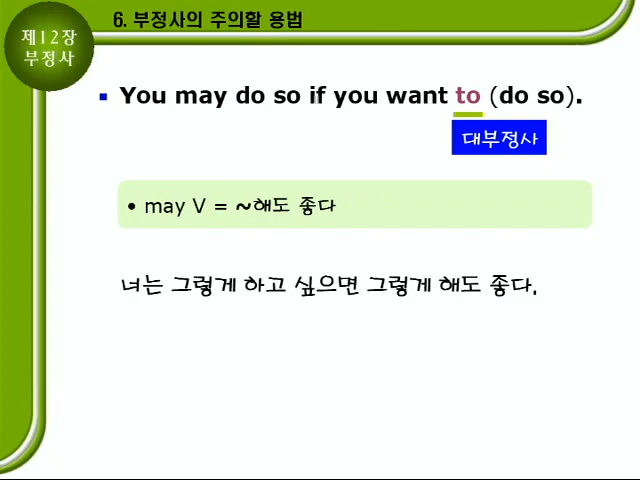 6. 부정사의 주의할 용법
제12장
부정사
▪ You may do so if you want to (do so).
대부정사
• may V = ~해도 좋다
너는 그렇게 하고 싶으면 그렇게 해도 좋다.